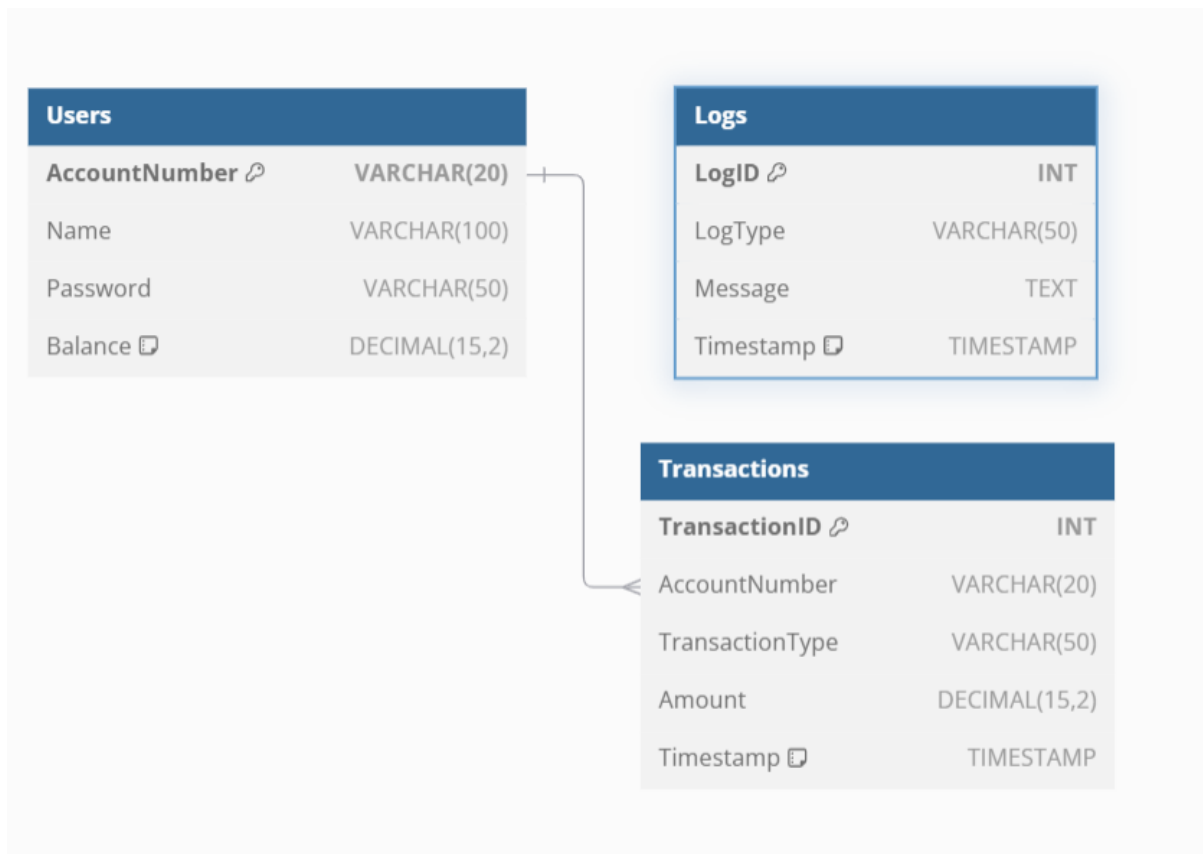 Users
AccountNumber VARCHAR(20)
Name VARCHAR(100)
Password VARCHAR(50)
Balance DECIMAL(15,2)
Logs
LogID INT
LogType VARCHAR(50)
Message TEXT
Timestamp TIMESTAMP
Transactions
TransactionID INT
AccountNumber VARCHAR(20)
TransactionType VARCHAR(50)
Amount DECIMAL(15,2)
Timestamp TIMESTAMP